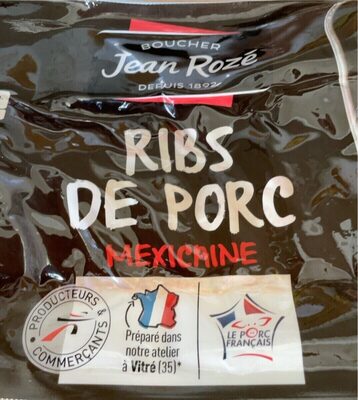 BOUCHER
Jean Rozé
DEPUIS 1892
RIBS
DE PORC
MEXICAINE
PRODUCTEURS &
COMMERÇANTS
Préparé dans
notre atelier
à Vitré (35)*
LE PORC
FRANÇAIS